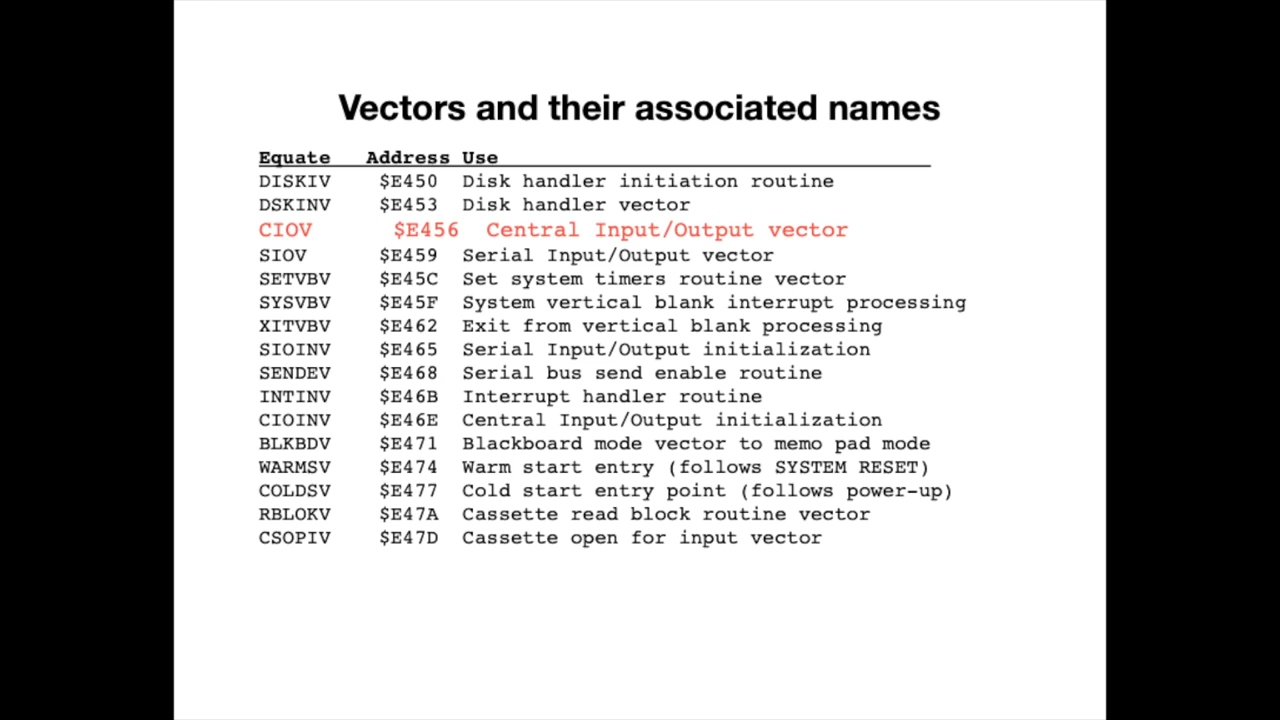 Vectors and their associated names
Equate Address Use
DISKIV $E450 Disk handler initiation routine
DSKINV $E453 Disk handler vector
CIOV $E456 Central Input/Output vector
SIOV $E459 Serial Input/Output vector
SETVBV $E45C Set system timers routine vector
SYSVBV $E45F System vertical blank interrupt processing
XITVBV $E462 Exit from vertical blank processing
SIOINV $E465 Serial Input/Output initialization
SENDEV $E468 Serial bus send enable routine
INTINV $E46B Interrupt handler routine
CIOINV $E46E Central Input/Output initialization
BLKBDV $E471 Blackboard mode vector to memo pad mode
WARMSV $E474 Warm start entry (follows SYSTEM RESET)
COLDSV $E477 Cold start entry point (follows power-up)
RBLOKV $E47A Cassette read block routine vector
CSOPIV $E47D Cassette open for input vector